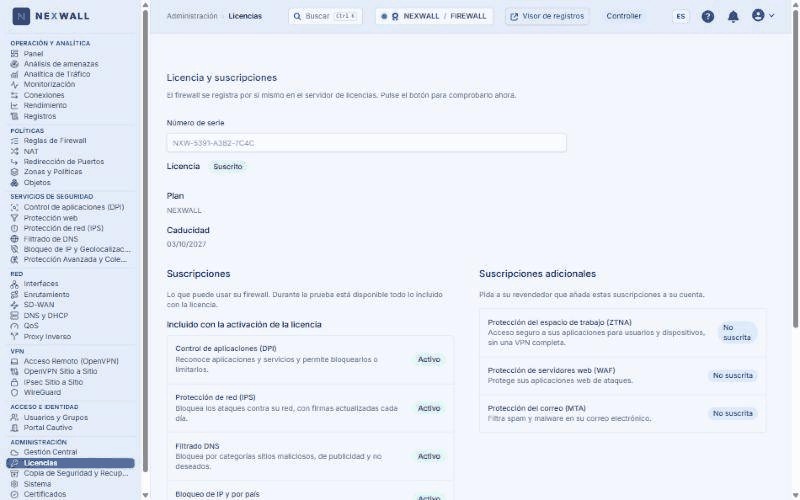 NEXWALL
Administración
Licencias
Buscar Ctrl K
NEXWALL / FIREWALL
Visor de registros
Controller
ES
OPERACIÓN Y ANALÍTICA
Panel
Análisis de amenazas
Analítica de Tráfico
Monitorización
Conexiones
Rendimiento
Registros
POLÍTICAS
Reglas de Firewall
NAT
Redirección de Puertos
Zonas y Políticas
Objetos
SERVICIOS DE SEGURIDAD
Control de aplicaciones (DPI)
Protección web
Protección de red (IPS)
Filtrado de DNS
Bloqueo de IP y Geolocalizac...
Protección Avanzada y Cole...
RED
Interfaces
Enrutamiento
SD-WAN
DNS y DHCP
QoS
Proxy Inverso
VPN
Acceso Remoto (OpenVPN)
OpenVPN Sitio a Sitio
IPsec Sitio a Sitio
WireGuard
ACCESO E IDENTIDAD
Usuarios y Grupos
Portal Cautivo
ADMINISTRACIÓN
Gestión Central
Licencias
Copia de Seguridad y Recup...
Sistema
Certificados
Licencia y suscripciones
El firewall se registra por sí mismo en el servidor de licencias. Pulse el botón para comprobarlo ahora.
Número de serie
NXW-5391-A3B2-7C4C
Licencia Suscrito
Plan
NEXWALL
Caducidad
03/10/2027
Suscripciones
Lo que puede usar su firewall. Durante la prueba está disponible todo lo incluido
con la licencia.
Incluido con la activación de la licencia
Control de aplicaciones (DPI)
Reconoce aplicaciones y servicios y permite bloquearlos o
limitarlos.
Activo
Protección de red (IPS)
Bloquea los ataques contra su red, con firmas actualizadas cada
día.
Activo
Filtrado DNS
Bloquea por categorías sitios maliciosos, de publicidad y no
deseados.
Activo
Bloqueo de IP y por país
Activo
Suscripciones adicionales
Pida a su revendedor que añada estas suscripciones a su cuenta.
Protección del espacio de trabajo (ZTNA)
Acceso seguro a sus aplicaciones para usuarios y dispositivos,
sin una VPN completa.
No
suscrita
Protección de servidores web (WAF)
Protege sus aplicaciones web de ataques.
No suscrita
Protección del correo (MTA)
Filtra spam y malware en su correo electrónico.
No suscrita